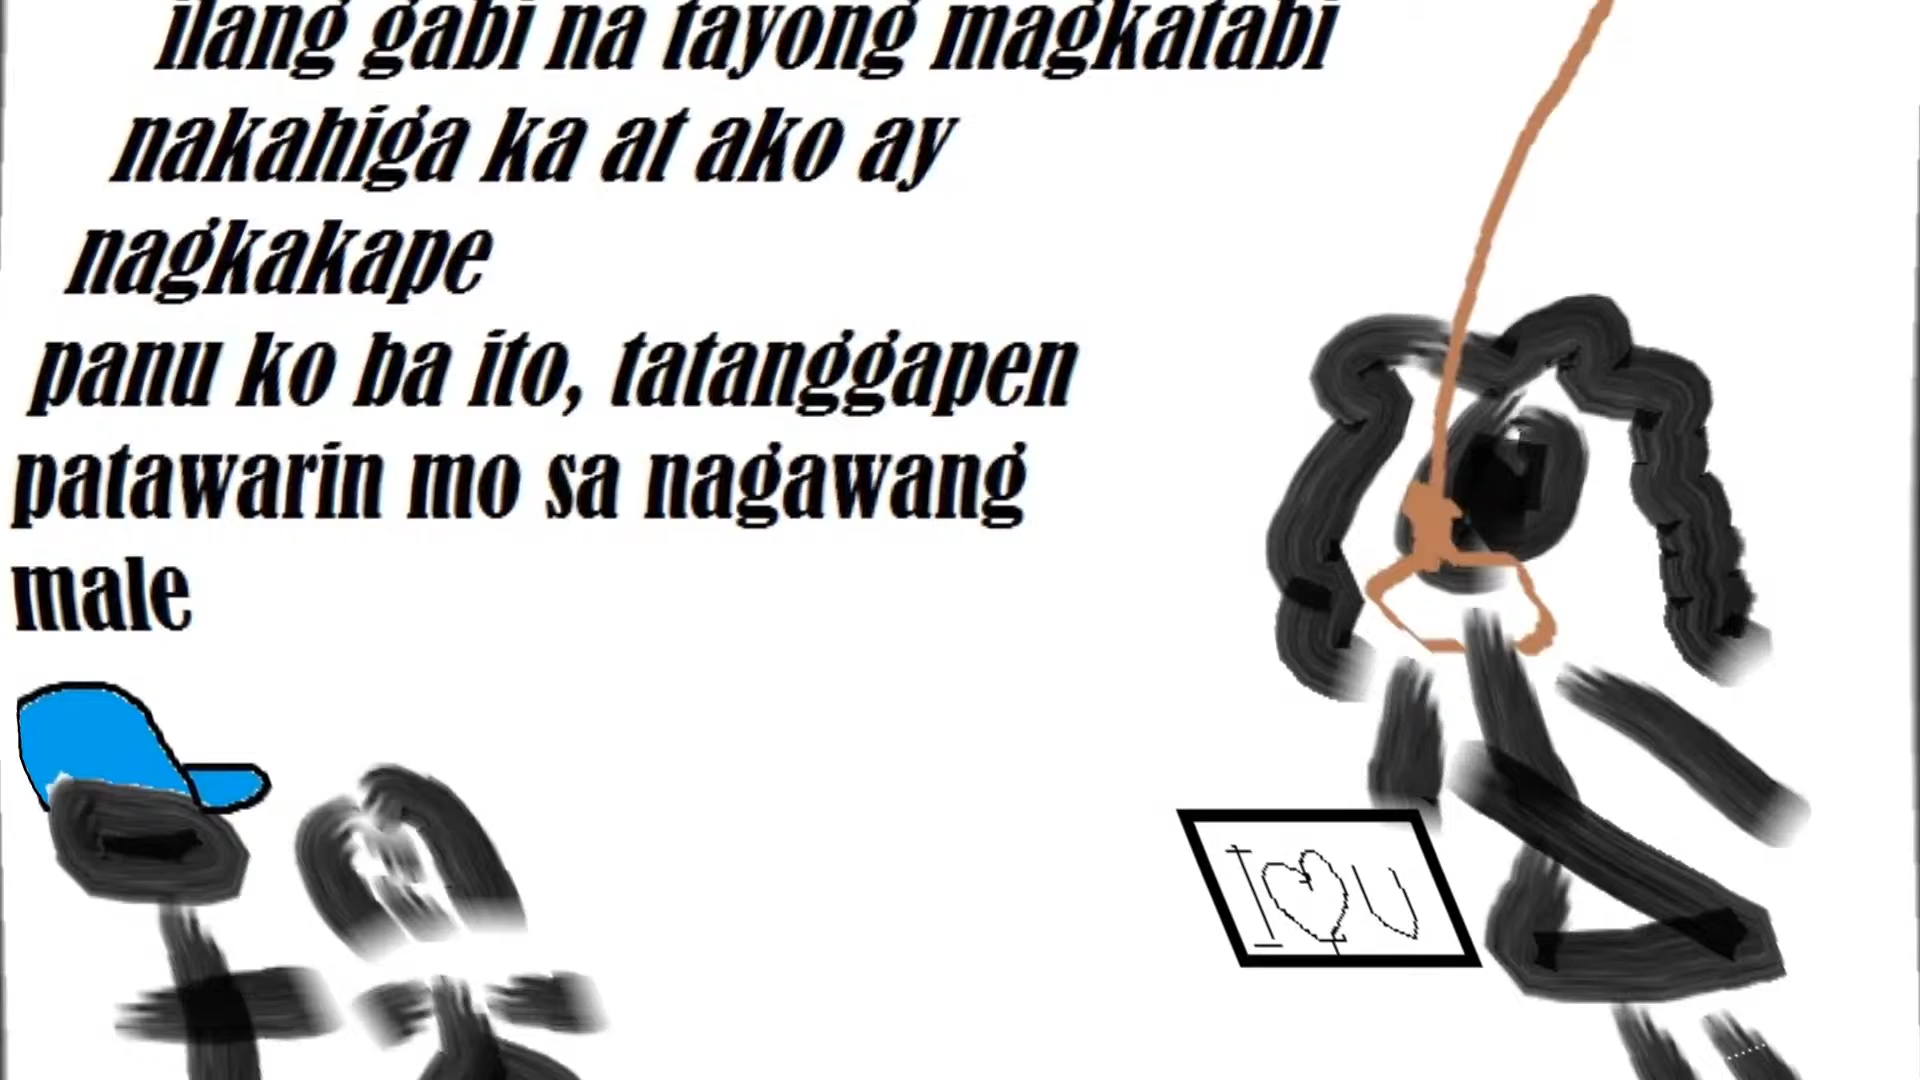 ilang gabi na tayong magkatabi
nakahiga ka at ako ay
nagkakape
panu ko ba ito, tatanggapen
patawarin mo sa nagawang
male
I ♡ U